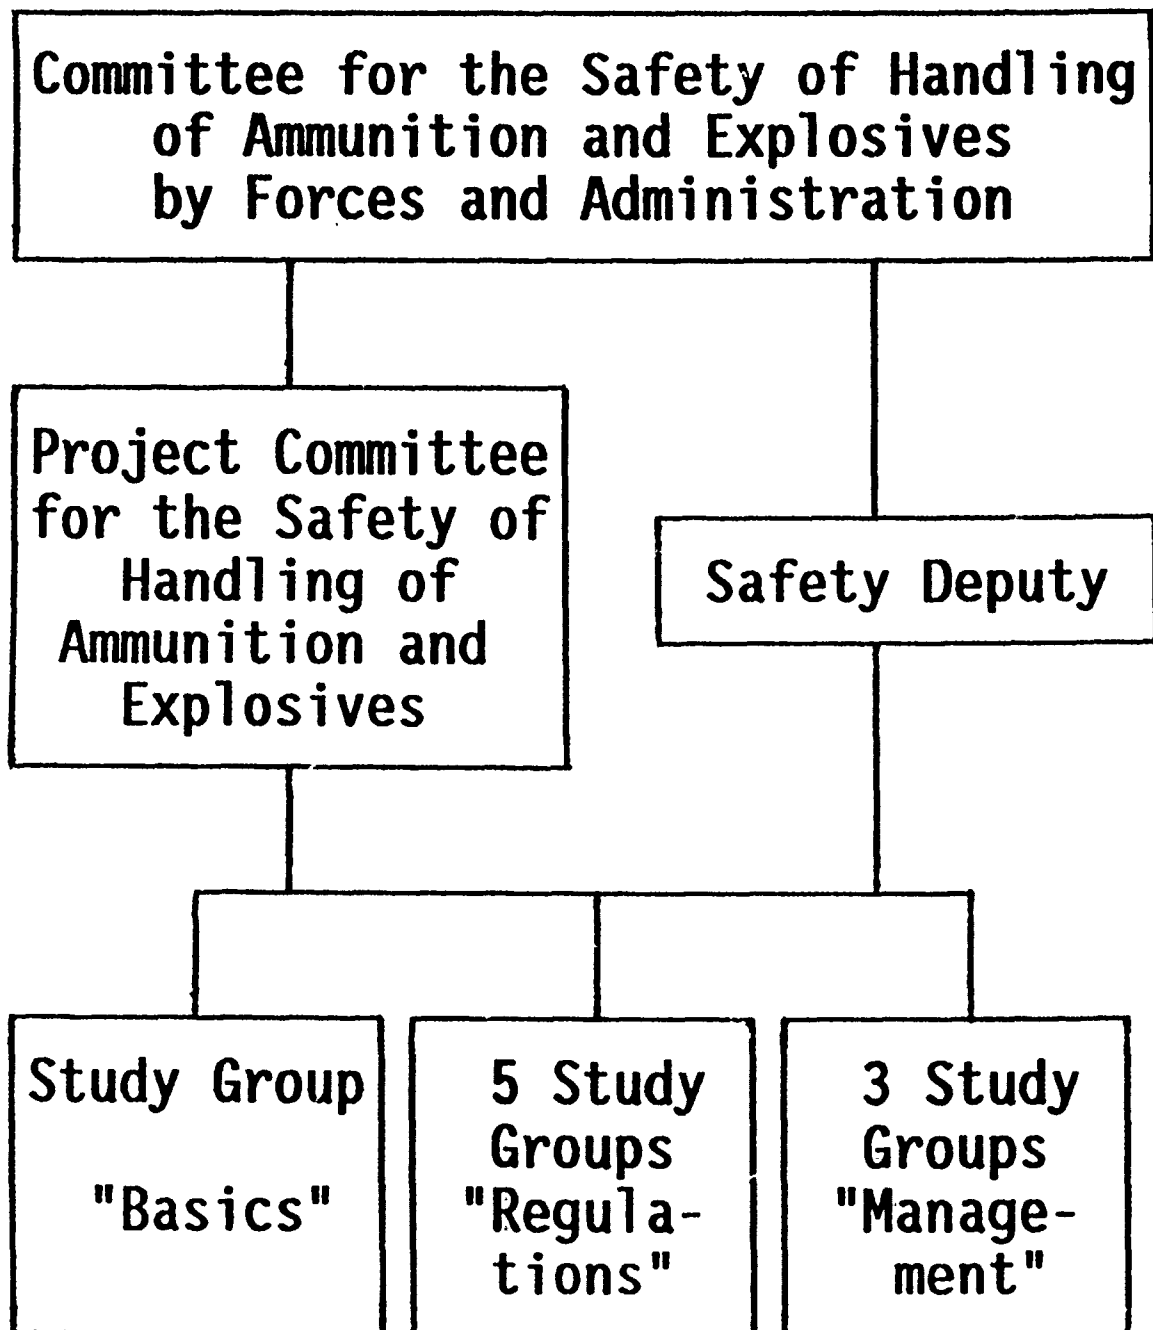 Committee for the Safety of Handling
of Ammunition and Explosives
by Forces and Administration
Project Committee
for the Safety of
Handling of
Ammunition and
Explosives
Safety Deputy
Study Group
"Basics"
5 Study
Groups
"Regula-
tions"
3 Study
Groups
"Manage-
ment"